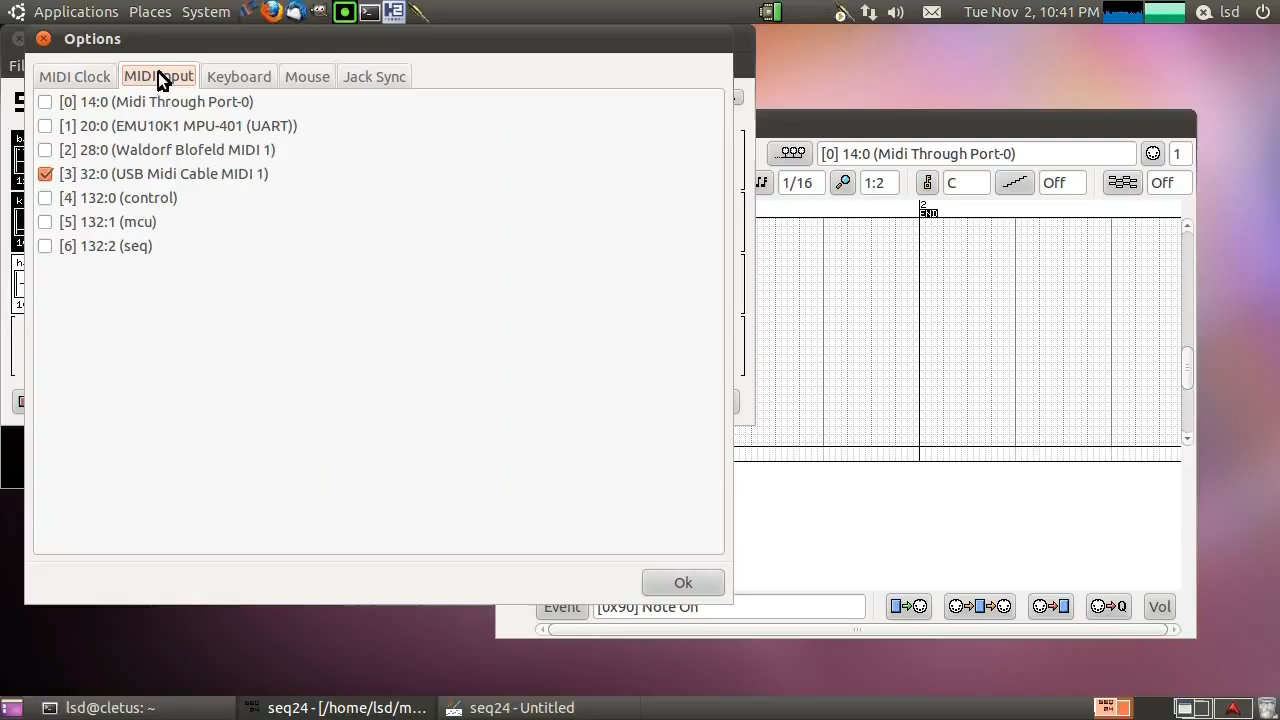 Applications Places System
Tue Nov 2, 10:41 PM
lsd
Options
MIDI Clock
MIDI Input
Keyboard
Mouse
Jack Sync
[0] 14:0 (Midi Through Port-0)
[1] 20:0 (EMU10K1 MPU-401 (UART))
[2] 28:0 (Waldorf Blofeld MIDI 1)
[3] 32:0 (USB Midi Cable MIDI 1)
[4] 132:0 (control)
[5] 132:1 (mcu)
[6] 132:2 (seq)
Ok
[0] 14:0 (Midi Through Port-0)
1
1/16
1:2
C
Off
Off
2
END
Event
[0x90] Note On
Q
Vol
lsd@cletus: ~
seq24 - [/home/lsd/m...
seq24 - Untitled